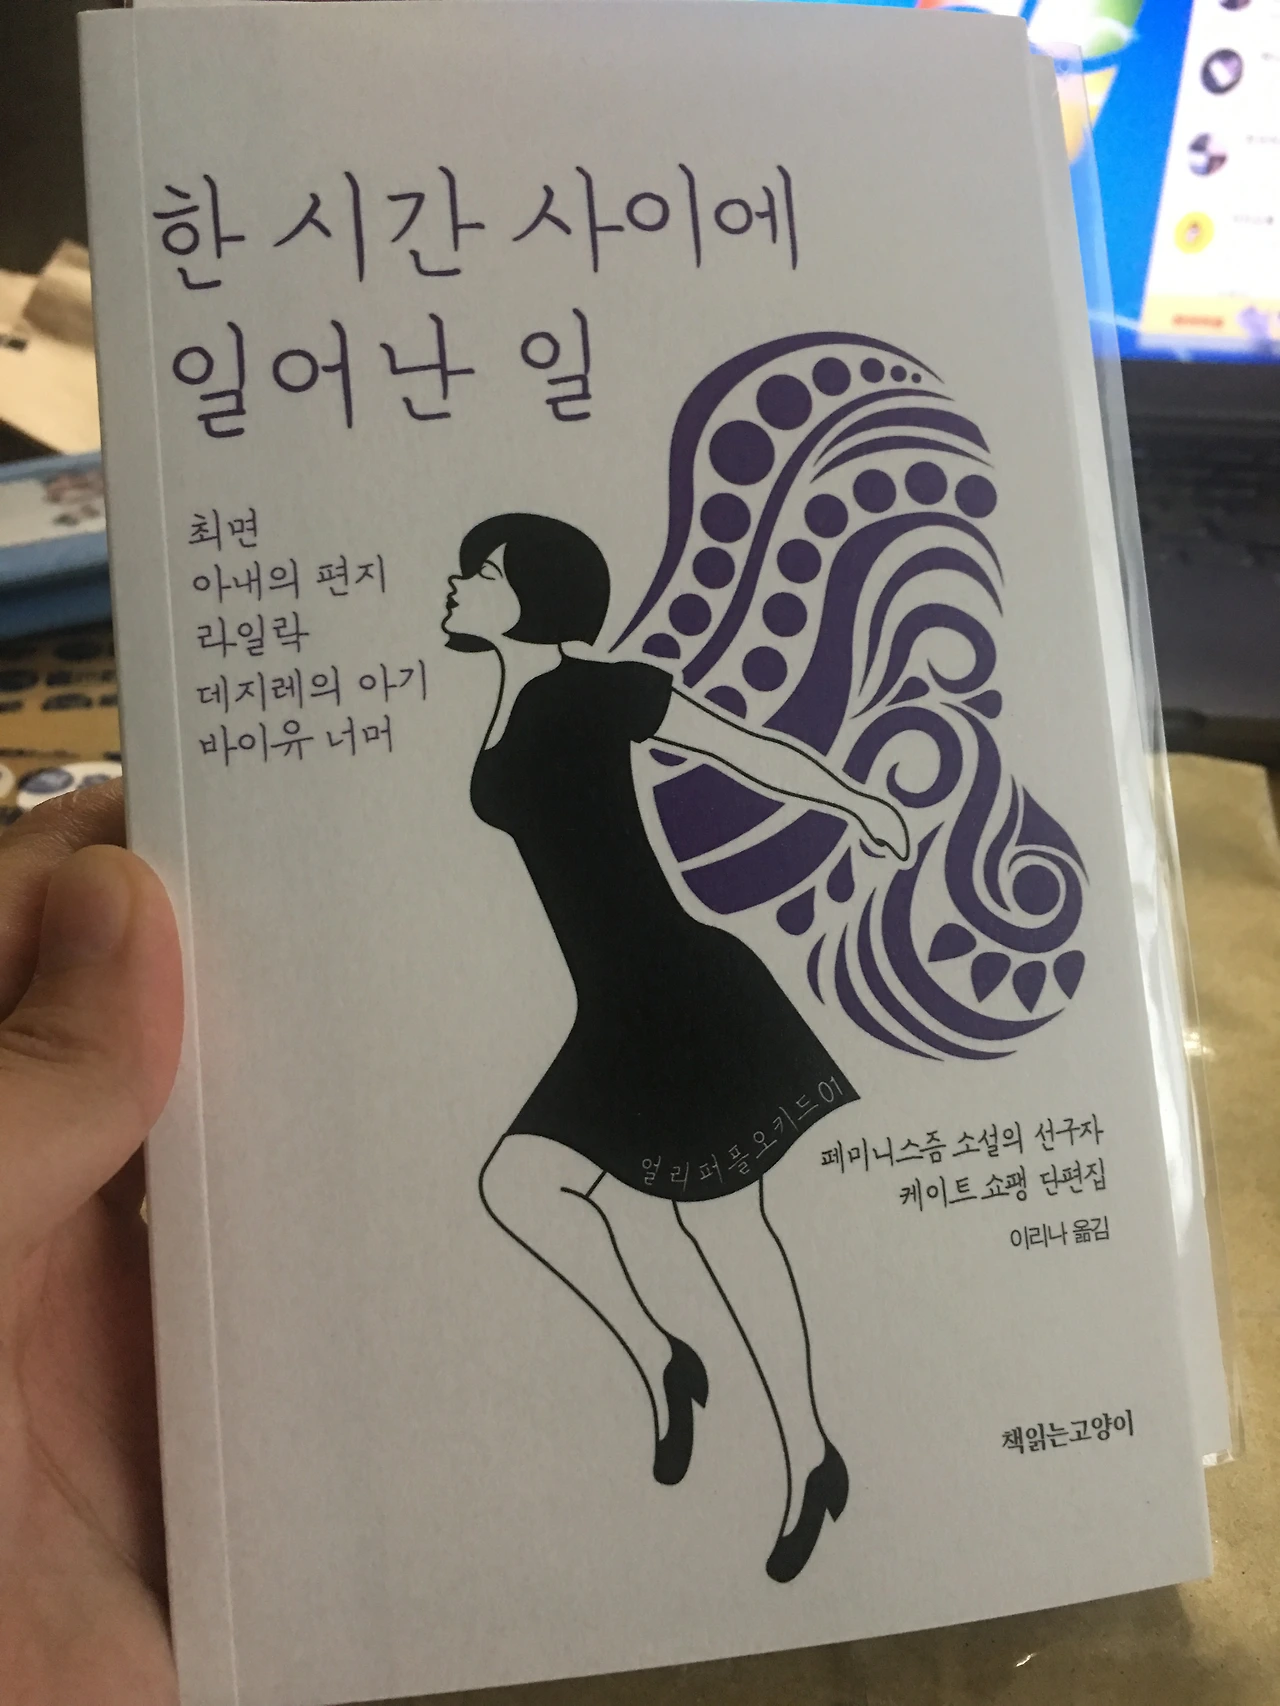 한 시간 사이에
일어난 일
최면
아내의 편지
라일락
데지레의 아기
바이유 너머
얼리퍼플오키드01
페미니스즘 소설의 선구자
케이트 쇼팽 단편집
이리나 옮김
책읽는고양이